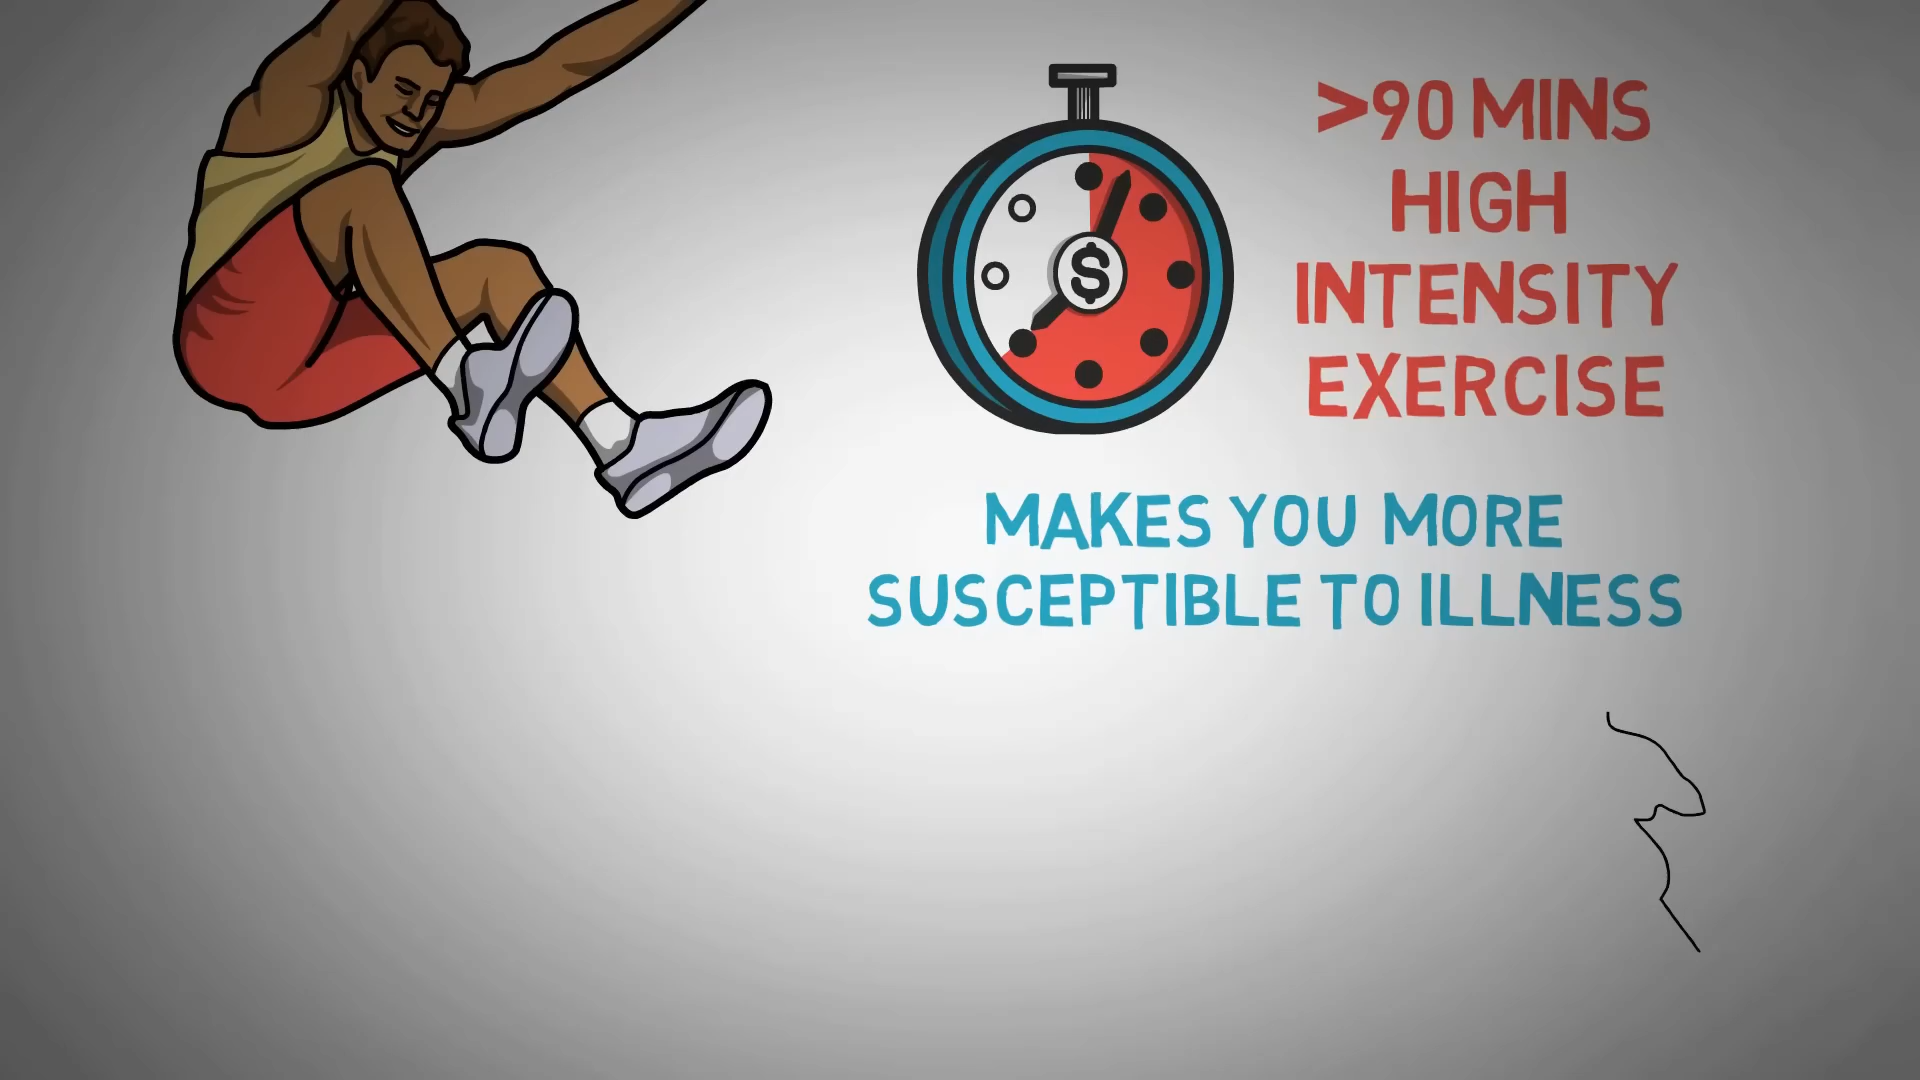 >90 MINS
HIGH
INTENSITY
EXERCISE
$
MAKES YOU MORE
SUSCEPTIBLE TO ILLNESS